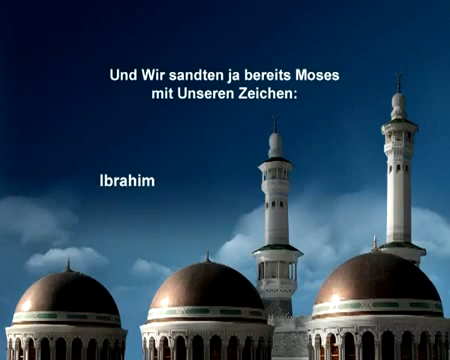 Und Wir sandten ja bereits Moses
mit Unseren Zeichen:
Ibrahim